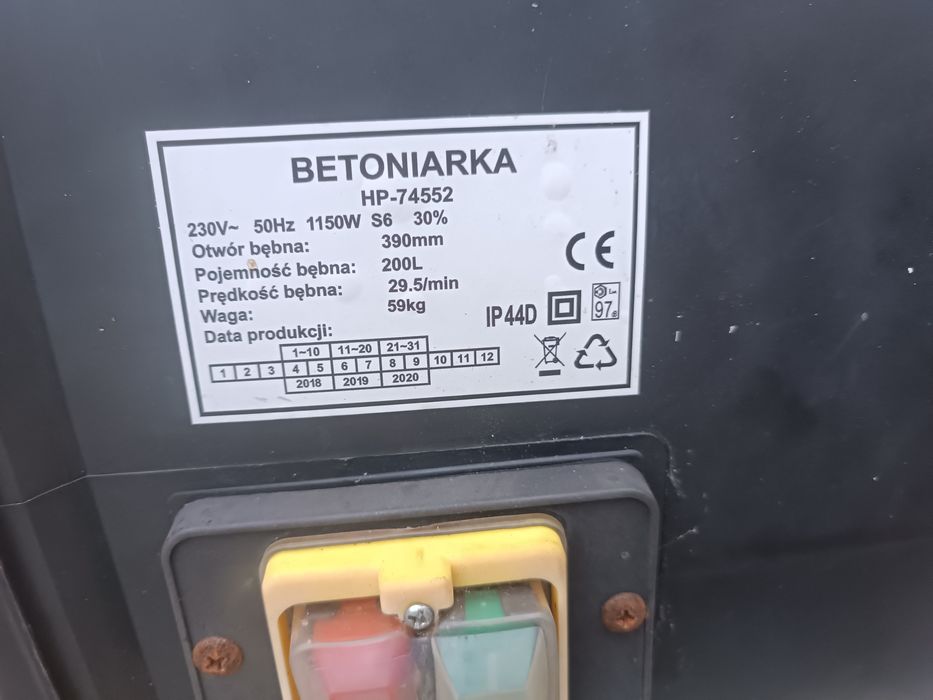 BETONIARKA
HP-74552
230V~ 50Hz 1150W S6 30%
Otwór bębna: 390mm
Pojemność bębna: 200L
Prędkość bębna: 29.5/min
Waga: 59kg
Data produkcji:
1~10 11~20 21~31
1 2 3 4 5 6 7 8 9 10 11 12
2018 2019 2020
CE
IP44D
97